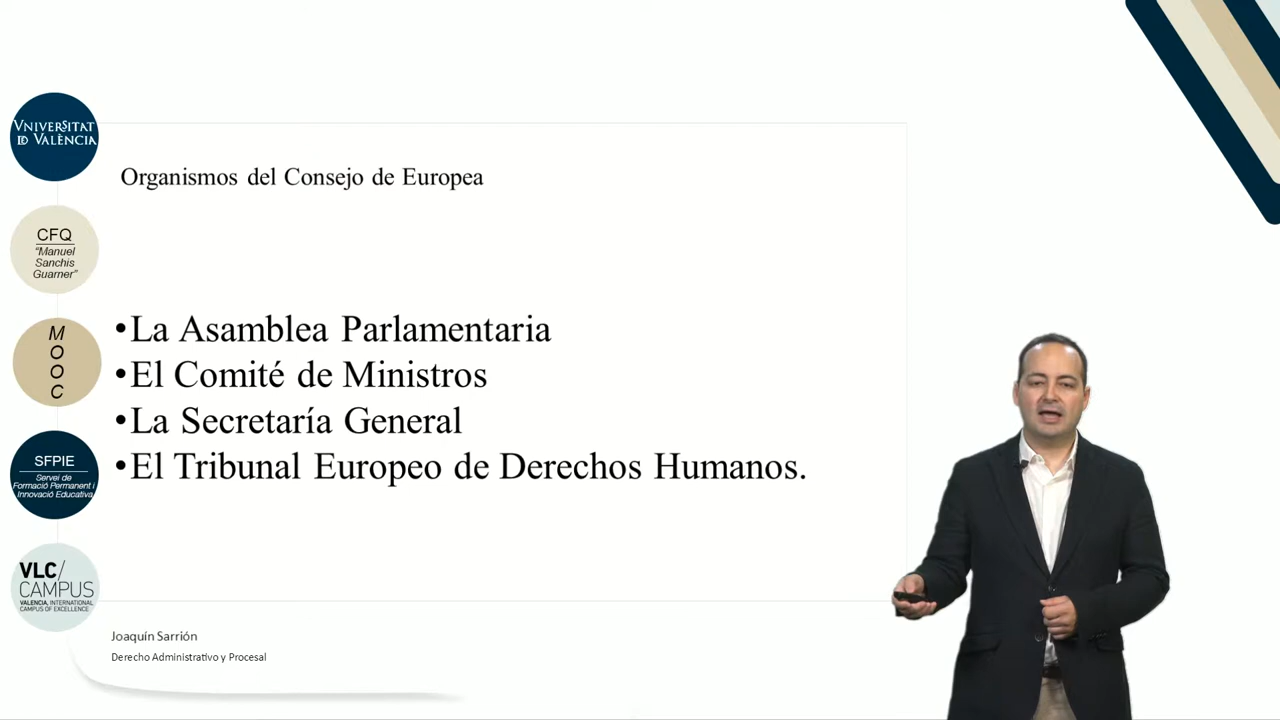 VNIVERSITAT
ID VALÈNCIA
CFQ
“Manuel
Sanchis
Guarner”
M
O
O
C
SFPIE
Servei de
Formació Permanent i
Innovació Educativa
VLC/
CAMPUS
VALENCIA, INTERNATIONAL
CAMPUS OF EXCELLENCE
Organismos del Consejo de Europea
•La Asamblea Parlamentaria
•El Comité de Ministros
•La Secretaría General
•El Tribunal Europeo de Derechos Humanos.
Joaquín Sarrión
Derecho Administrativo y Procesal